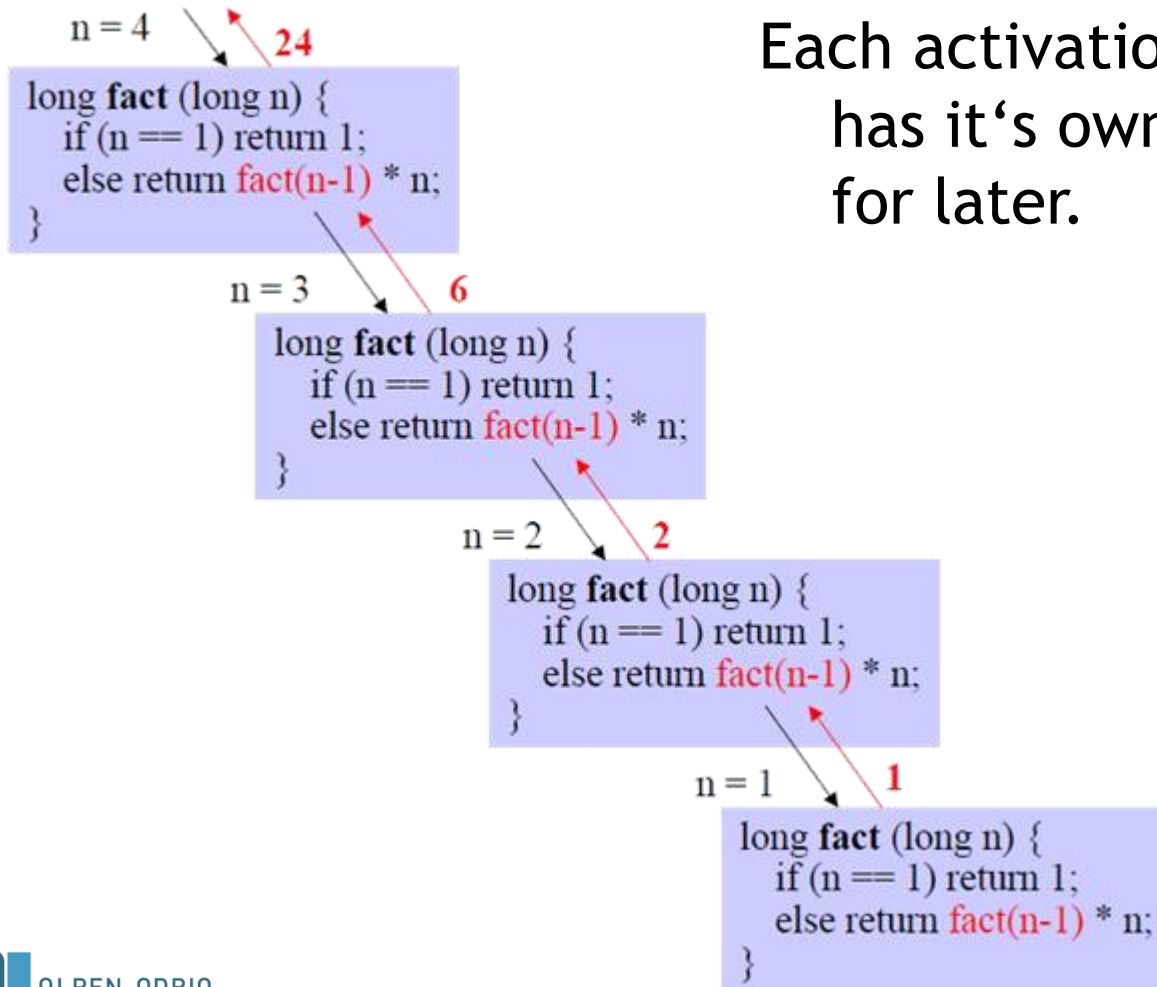 n = 4
24
Each activatio
has it‘s own
for later.
long fact (long n) {
if (n == 1) return 1;
else return fact(n-1) * n;
}
n = 3
6
long fact (long n) {
if (n == 1) return 1;
else return fact(n-1) * n;
}
n = 2
2
long fact (long n) {
if (n == 1) return 1;
else return fact(n-1) * n;
}
n = 1
1
long fact (long n) {
if (n == 1) return 1;
else return fact(n-1) * n;
}